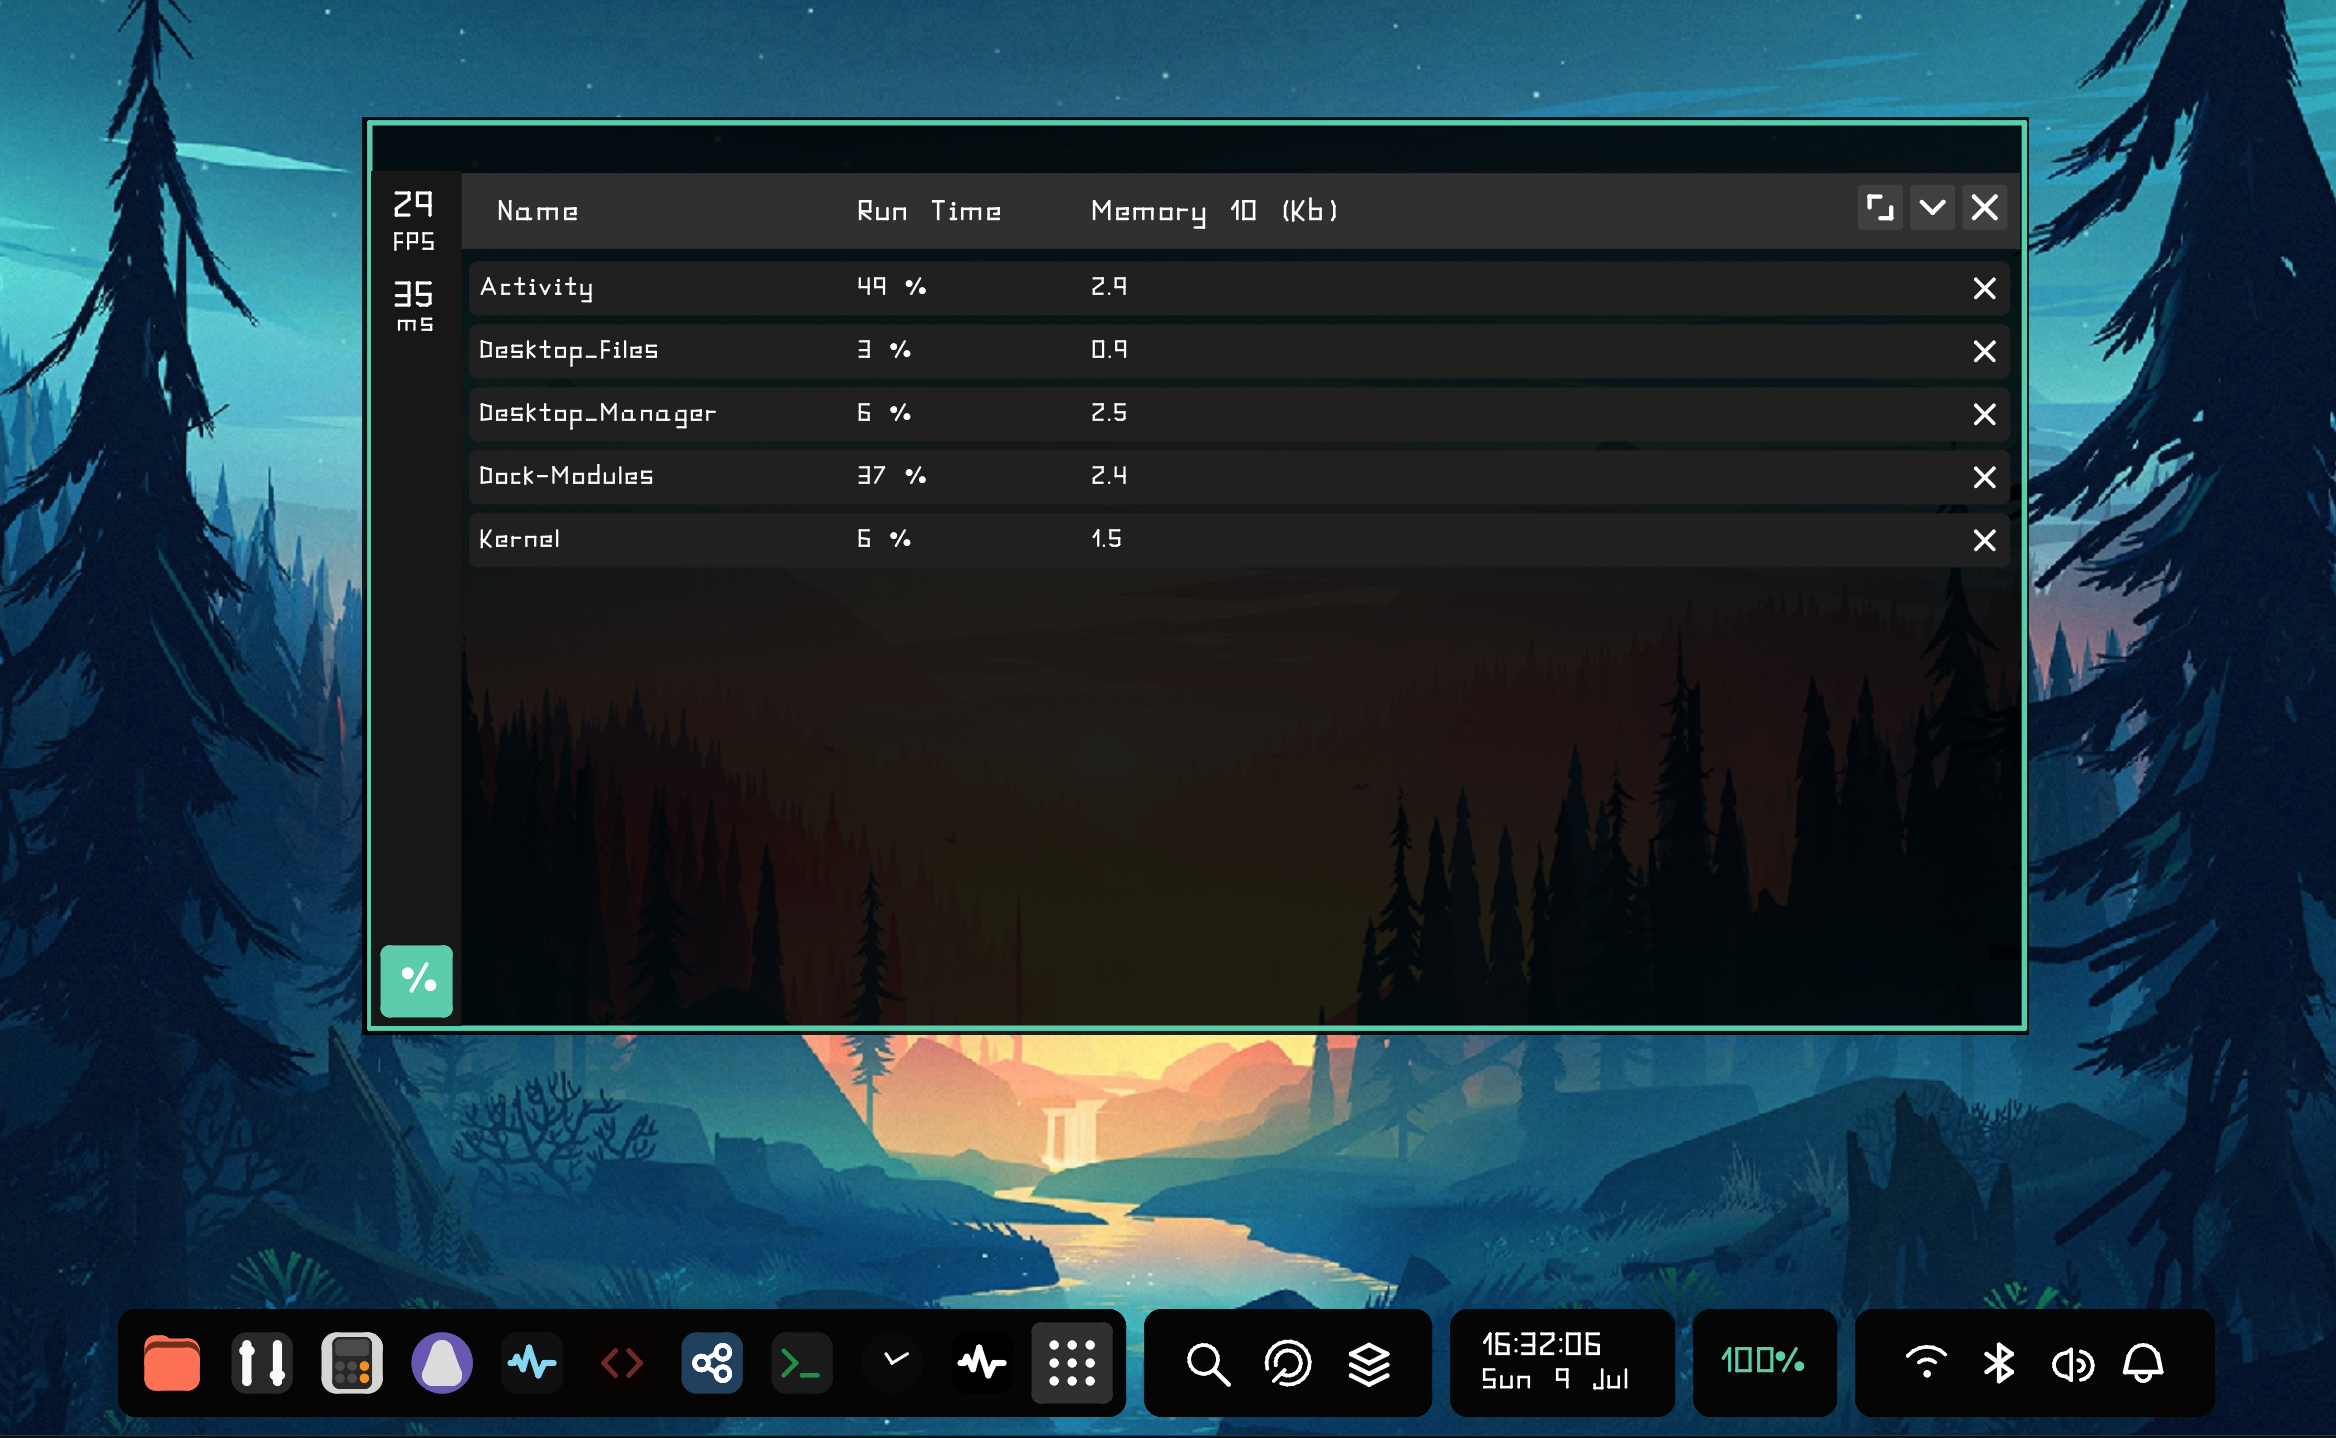 29
FPS
35
ms
Name Run Time Memory 10 (Kb)
Activity 49 % 2.9
Desktop_Files 3 % 0.9
Desktop_Manager 6 % 2.5
Dock-Modules 37 % 2.4
Kernel 6 % 1.5
%
16:32:06
Sun 9 Jul
100%